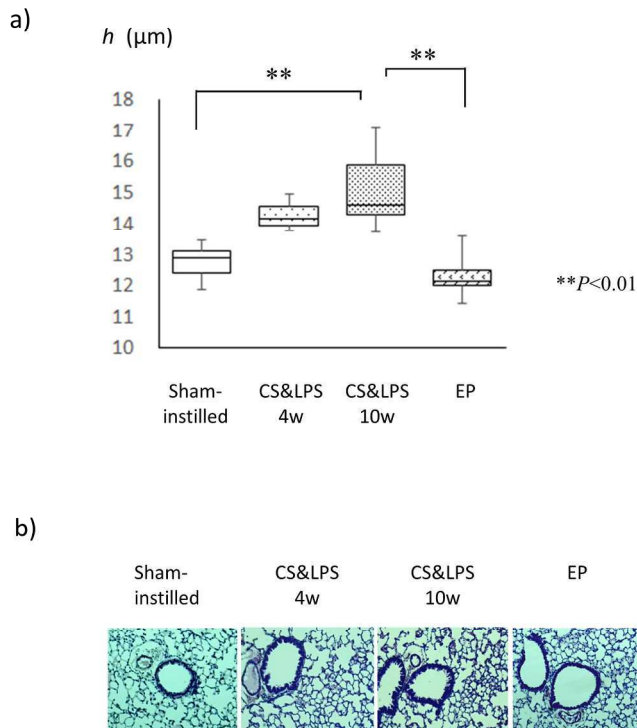 a)
h (μm)
** **
18
17
16
15
14
13
12
11
10
**P<0.01
Sham- CS&LPS CS&LPS EP
instilled 4w 10w
b)
Sham- CS&LPS CS&LPS EP
instilled 4w 10w